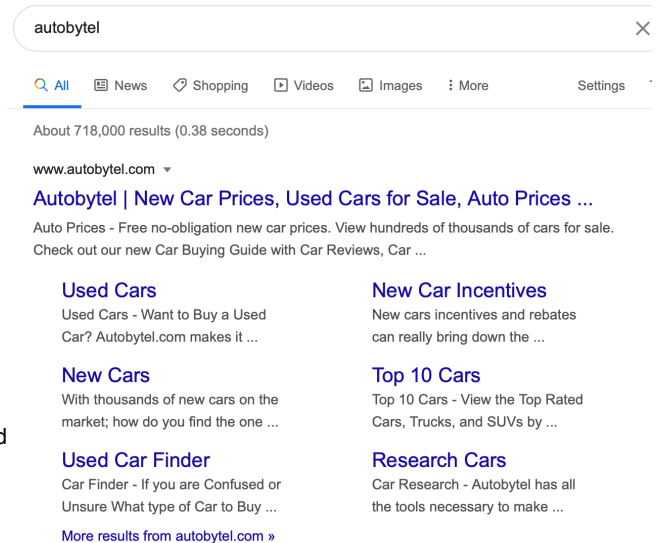 autobytel
All News Shopping Videos Images More Settings
About 718,000 results (0.38 seconds)
www.autobytel.com
Autobytel | New Car Prices, Used Cars for Sale, Auto Prices ...
Auto Prices - Free no-obligation new car prices. View hundreds of thousands of cars for sale.
Check out our new Car Buying Guide with Car Reviews, Car ...
Used Cars
Used Cars - Want to Buy a Used
Car? Autobytel.com makes it ...
New Car Incentives
New cars incentives and rebates
can really bring down the ...
New Cars
With thousands of new cars on the
market; how do you find the one ...
Top 10 Cars
Top 10 Cars - View the Top Rated
Cars, Trucks, and SUVs by ...
d
Used Car Finder
Car Finder - If you are Confused or
Unsure What type of Car to Buy ...
Research Cars
Car Research - Autobytel has all
the tools necessary to make ...
More results from autobytel.com »